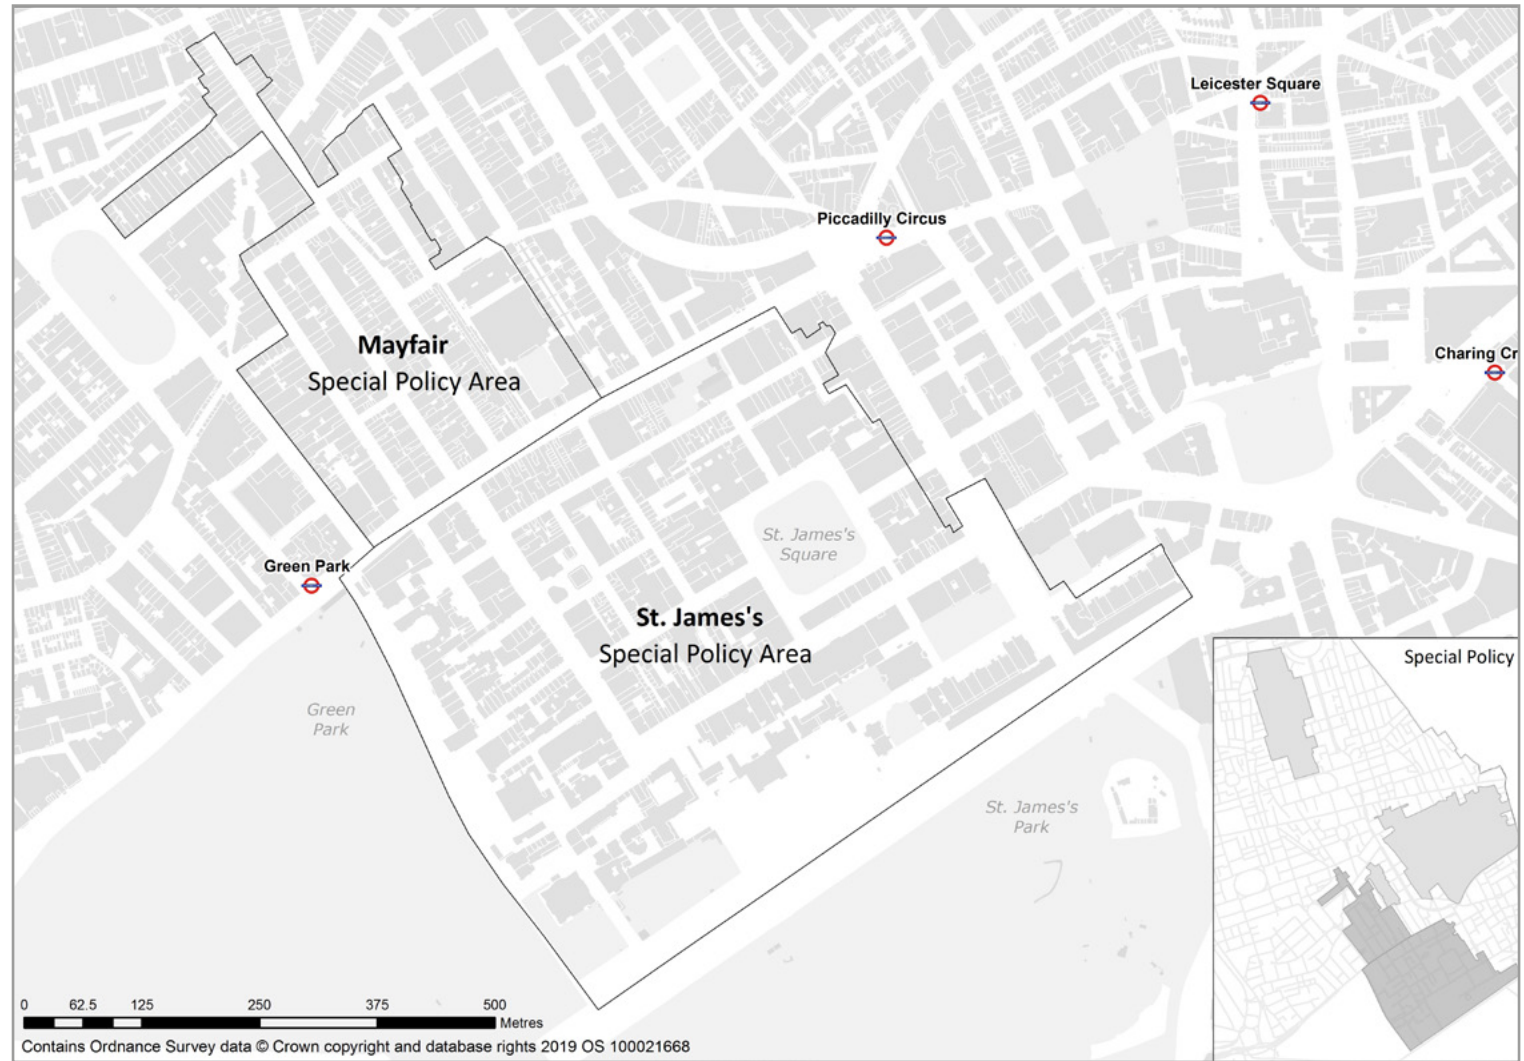 Leicester Square
Piccadilly Circus
Charing Cr
Mayfair
Special Policy Area
St. James's
Square
Green Park
St. James's
Special Policy Area
Special Policy
Green
Park
St. James's
Park
0 62.5 125 250 375 500
Metres
Contains Ordnance Survey data © Crown copyright and database rights 2019 OS 100021668